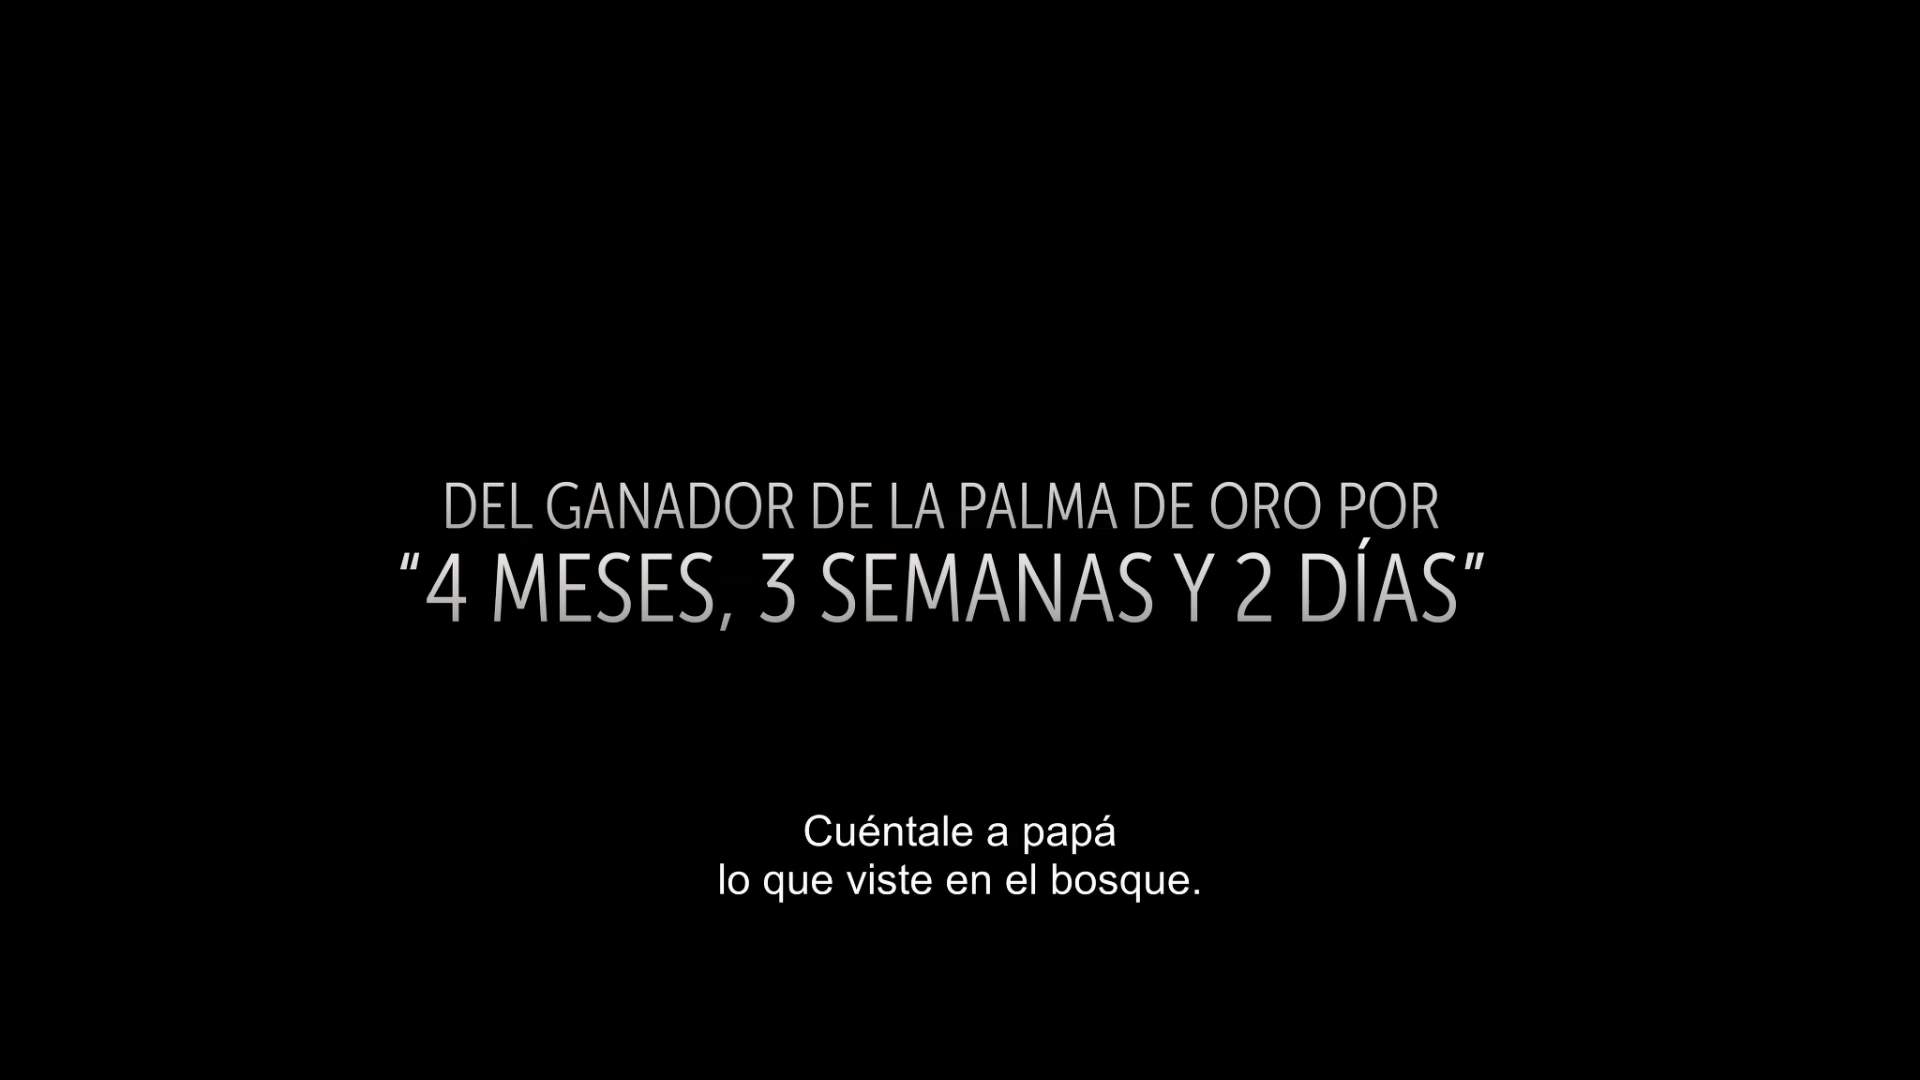 DEL GANADOR DE LA PALMA DE ORO POR
“4 MESES, 3 SEMANAS Y 2 DÍAS”
Cuéntale a papá
lo que viste en el bosque.